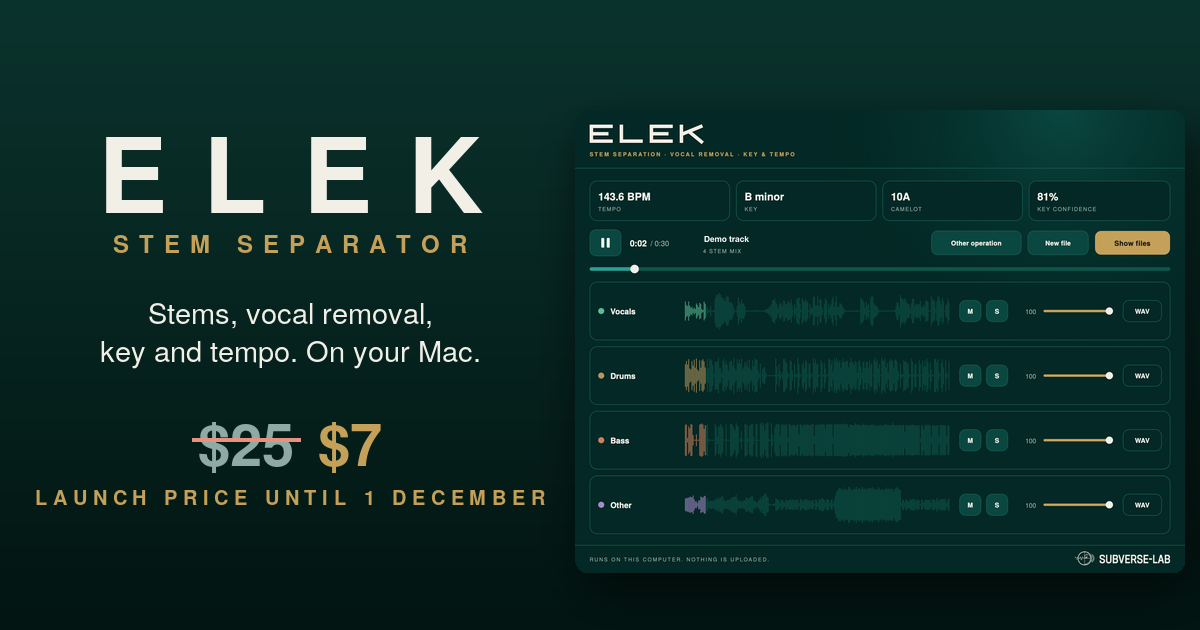 ELEK
STEM SEPARATOR
Stems, vocal removal,
key and tempo. On your Mac.
$25 $7
LAUNCH PRICE UNTIL 1 DECEMBER
ELEK
STEM SEPARATION · VOCAL REMOVAL · KEY & TEMPO
143.6 BPM
TEMPO
B minor
KEY
10A
CAMELOT
81%
KEY CONFIDENCE
0:02 / 0:30
Demo track
4 STEM MIX
Other operation
New file
Show files
Vocals M S 100 WAV
Drums M S 100 WAV
Bass M S 100 WAV
Other M S 100 WAV
RUNS ON THIS COMPUTER. NOTHING IS UPLOADED.
SUBVERSE-LAB